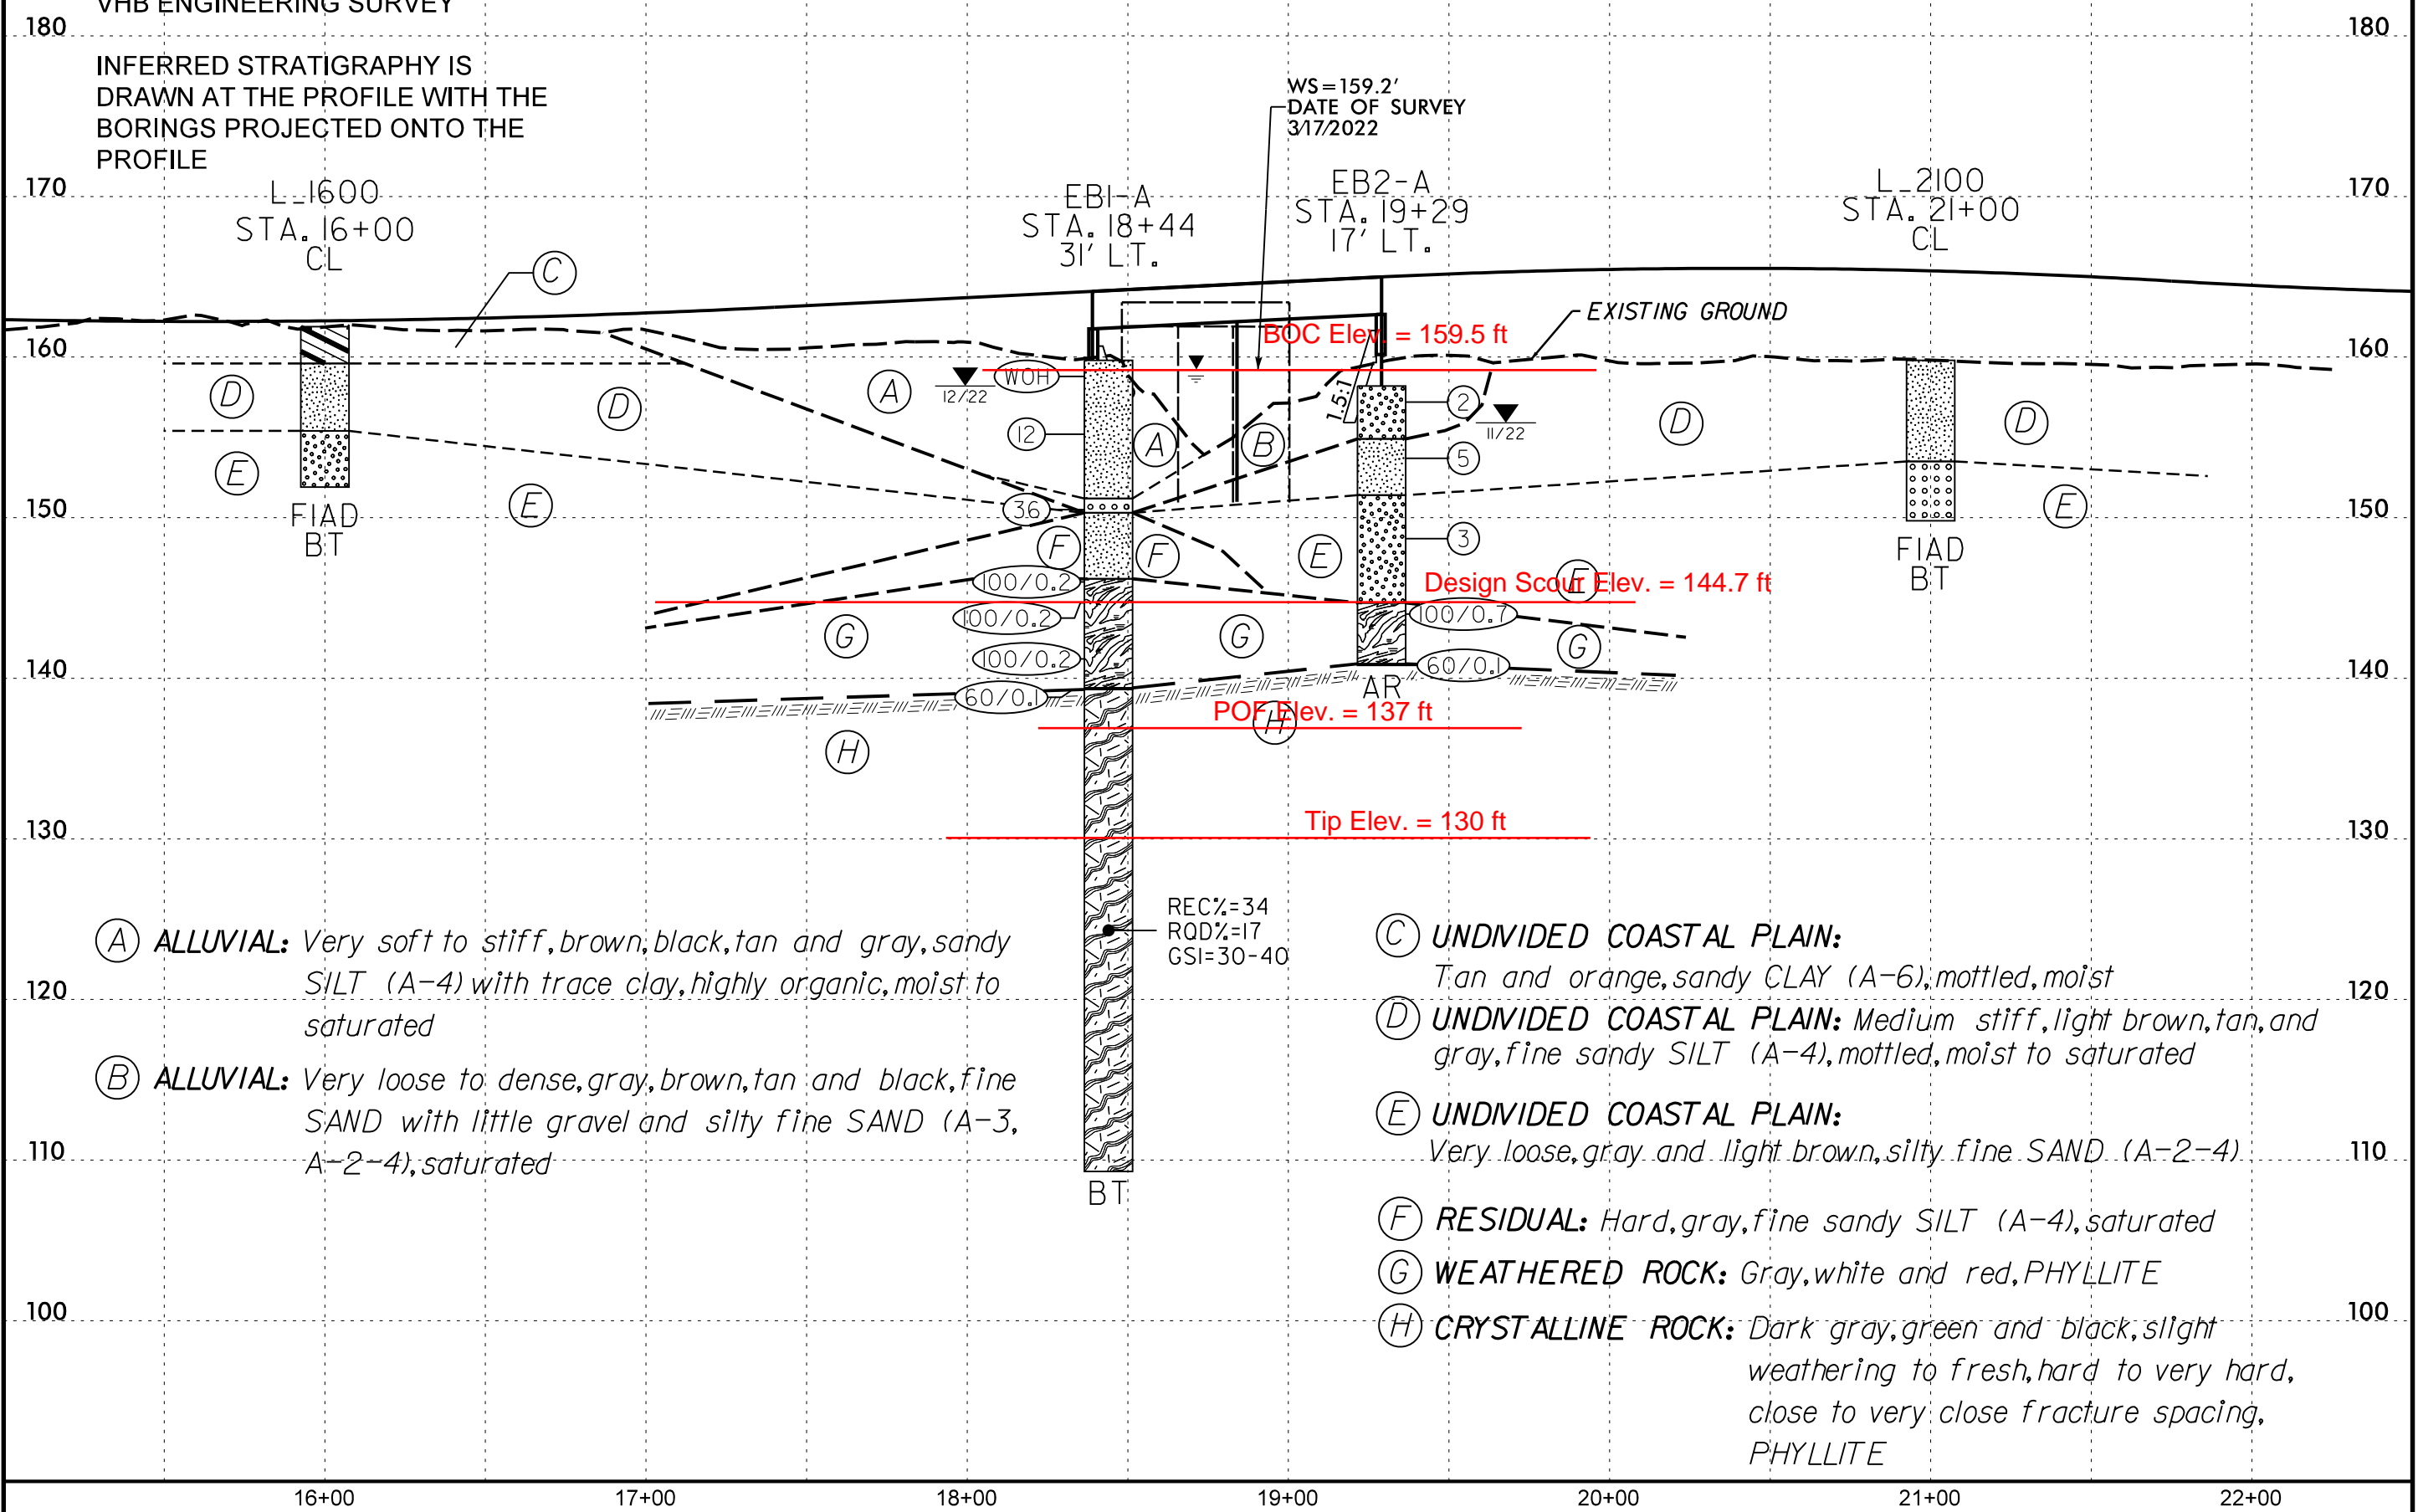 VHB ENGINEERING SURVEY
180 180
INFERRED STRATIGRAPHY IS
DRAWN AT THE PROFILE WITH THE
BORINGS PROJECTED ONTO THE
PROFILE
WS=159.2'
DATE OF SURVEY
3/17/2022
170 170
L_1600
STA. 16+00
CL
EB1-A
STA. 18+44
31' LT.
EB2-A
STA. 19+29
17' LT.
L_2100
STA. 21+00
CL
C
EXISTING GROUND
BOC Elev. = 159.5 ft
160 160
WOH
12/22
A
D
D
1.5:1
2
11/22
D
D
12
A
B
5
E
E
36
150 150
E
FIAD
BT
F
F
E
3
FIAD
BT
100/0.2
Design Scour Elev. = 144.7 ft
E
100/0.2
100/0.7
G
G
G
100/0.2
60/0.1
140 140
60/0.1
AR
POF Elev. = 137 ft
H
H
130 130
Tip Elev. = 130 ft
REC%=34
RQD%=17
GSI=30-40
A ALLUVIAL: Very soft to stiff, brown, black, tan and gray, sandy
SILT (A-4) with trace clay, highly organic, moist to
saturated
B ALLUVIAL: Very loose to dense, gray, brown, tan and black, fine
SAND with little gravel and silty fine SAND (A-3,
A-2-4), saturated
C UNDIVIDED COASTAL PLAIN:
Tan and orange, sandy CLAY (A-6), mottled, moist
120 120
D UNDIVIDED COASTAL PLAIN: Medium stiff, light brown, tan, and
gray, fine sandy SILT (A-4), mottled, moist to saturated
E UNDIVIDED COASTAL PLAIN:
Very loose, gray and light brown, silty fine SAND (A-2-4)
110 110
BT
F RESIDUAL: Hard, gray, fine sandy SILT (A-4), saturated
G WEATHERED ROCK: Gray, white and red, PHYLLITE
100 100
H CRYSTALLINE ROCK: Dark gray, green and black, slight
weathering to fresh, hard to very hard,
close to very close fracture spacing,
PHYLLITE
16+00 17+00 18+00 19+00 20+00 21+00 22+00